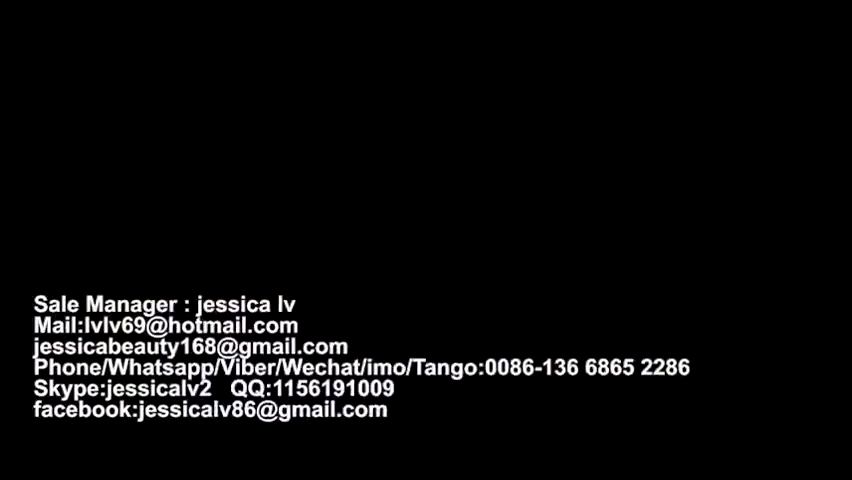 Sale Manager : jessica lv
Mail:lvlv69@hotmail.com
jessicabeauty168@gmail.com
Phone/Whatsapp/Viber/Wechat/imo/Tango:0086-136 6865 2286
Skype:jessicalv2   QQ:1156191009
facebook:jessicalv86@gmail.com